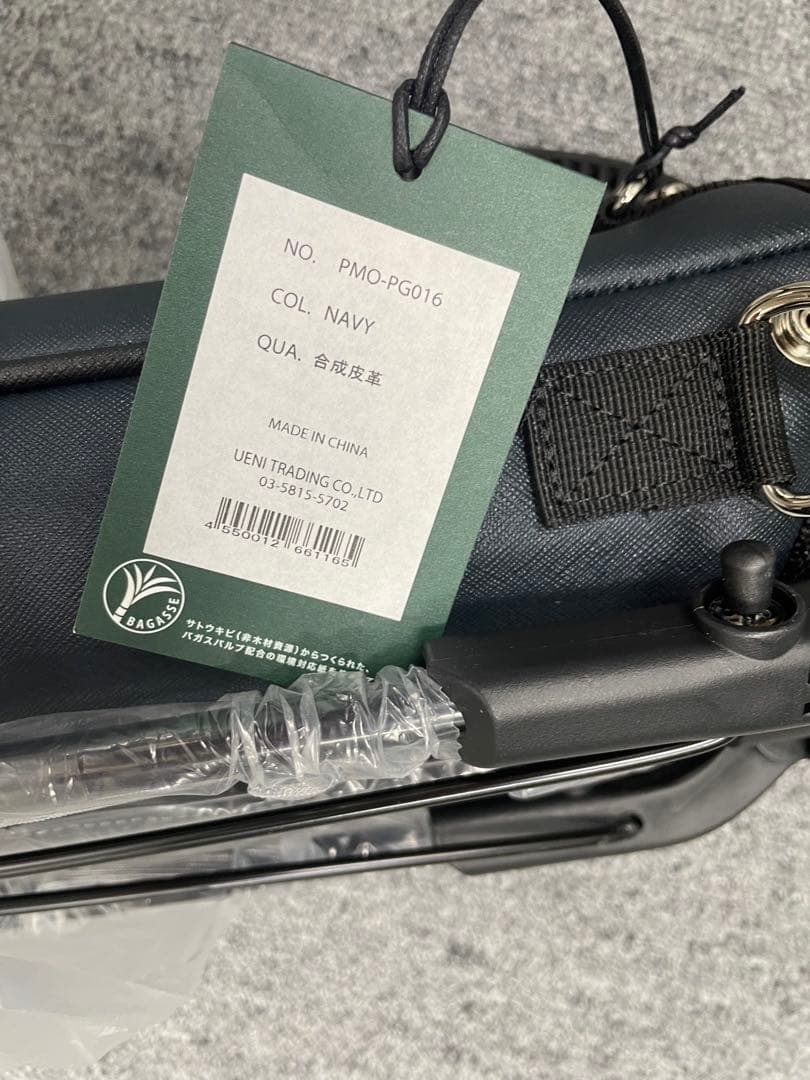 NO. PMO-PG016
COL. NAVY
QUA. 合成皮革
MADE IN CHINA
UENI TRADING CO.,LTD
03-5815-5702
4 550012 661165
BAGASSE
サトウキビ(非木材資源)からつくられた、
バガスパルプ配合の環境対応紙を